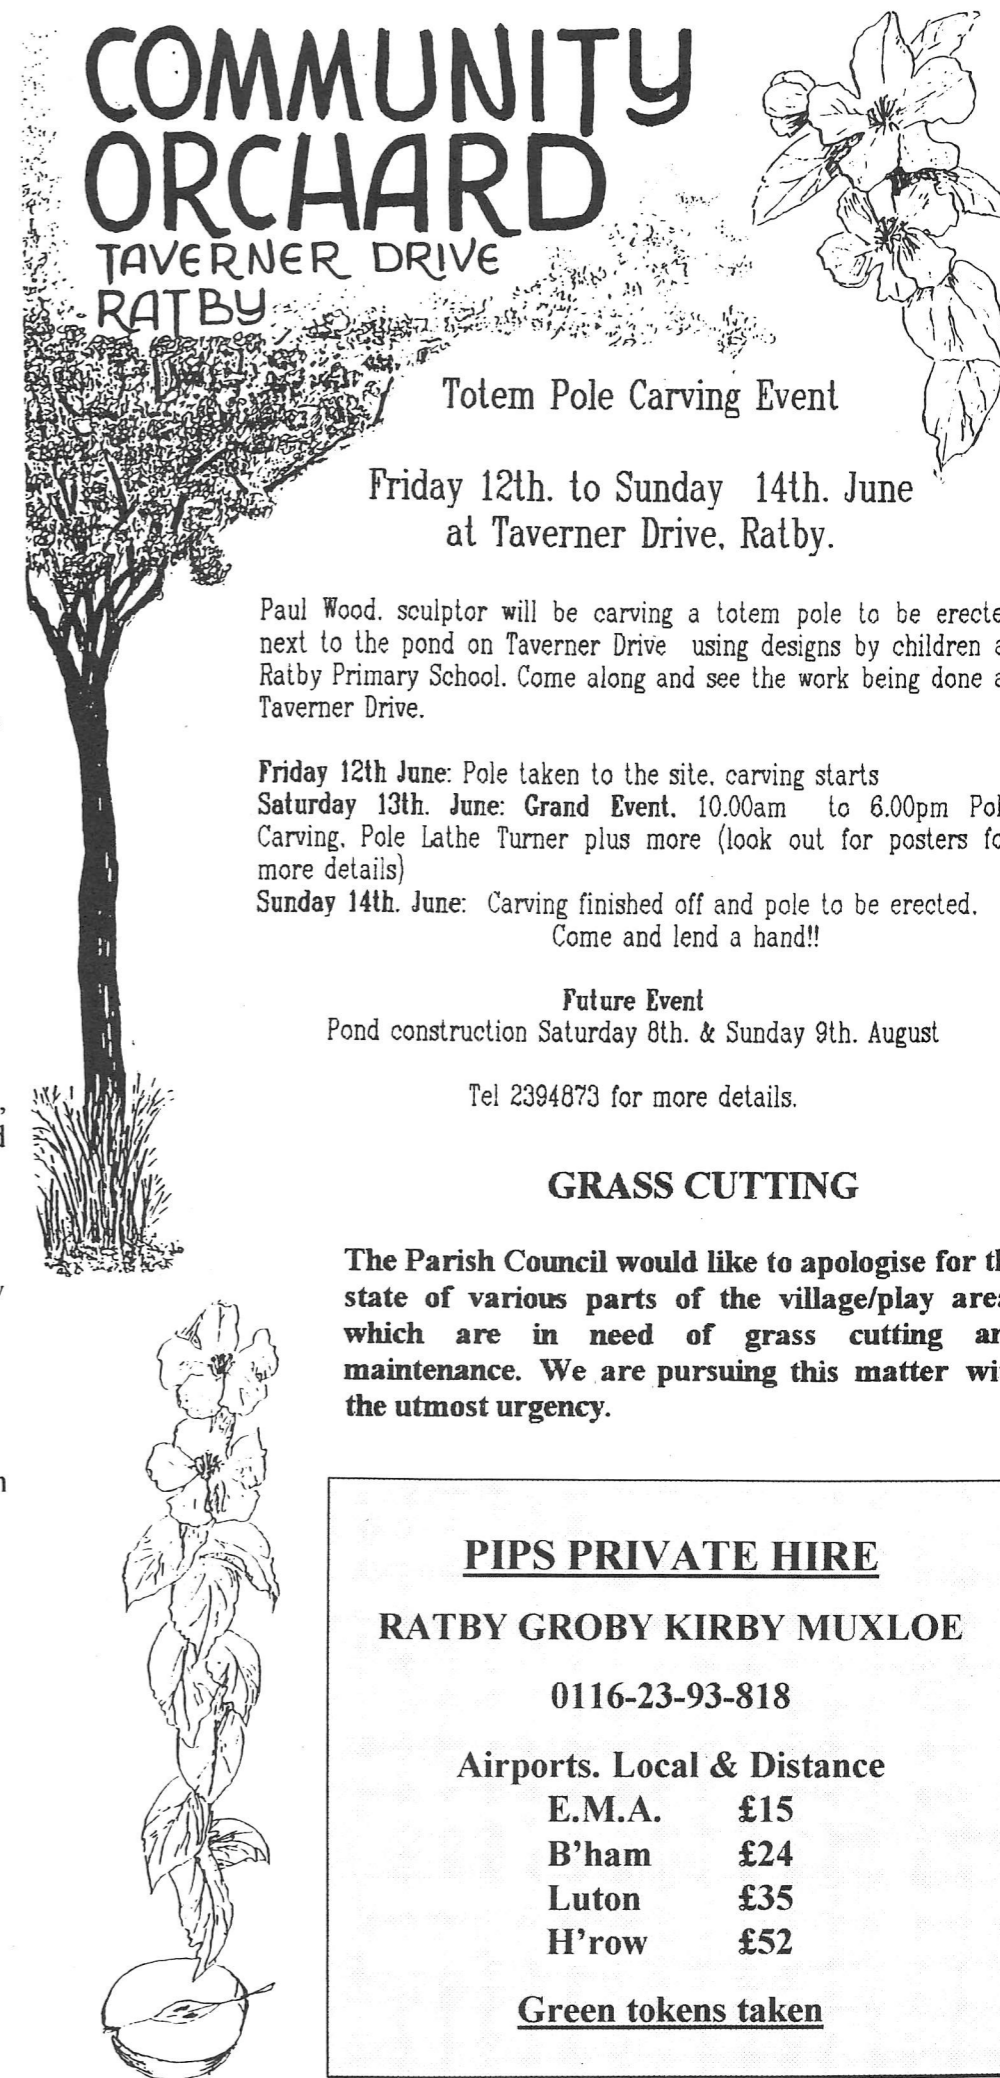 COMMUNITY
ORCHARD
TAVERNER DRIVE
RATBY
Totem Pole Carving Event
Friday 12th. to Sunday 14th. June
at Taverner Drive, Ratby.
Paul Wood. sculptor will be carving a totem pole to be erecte
next to the pond on Taverner Drive using designs by children a
Ratby Primary School. Come along and see the work being done a
Taverner Drive.
Friday 12th June: Pole taken to the site, carving starts
Saturday 13th. June: Grand Event. 10.00am to 6.00pm Pol
Carving, Pole Lathe Turner plus more (look out for posters fo
more details)
Sunday 14th. June: Carving finished off and pole to be erected.
Come and lend a hand!!
Future Event
Pond construction Saturday 8th. & Sunday 9th. August
Tel 2394873 for more details.
GRASS CUTTING
The Parish Council would like to apologise for th
state of various parts of the village/play area
which are in need of grass cutting an
maintenance. We are pursuing this matter wit
the utmost urgency.
PIPS PRIVATE HIRE
RATBY GROBY KIRBY MUXLOE
0116-23-93-818
Airports. Local & Distance
E.M.A. £15
B'ham £24
Luton £35
H'row £52
Green tokens taken